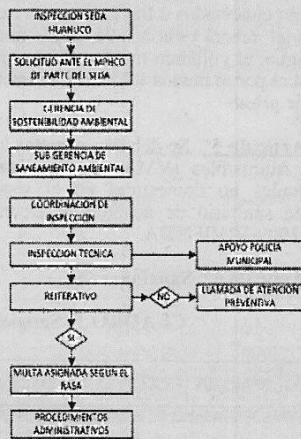 INSPECCION SEDA
HUANUCO
SOLICITUD ANTE EL MPHCO
DE PARTE DEL SEDA
GERENCIA DE
SOSTENIBILIDAD AMBIENTAL
SUB GERENCIA DE
SANEAMIENTO AMBIENTAL
COORDINACION DE
INSPECCION
INSPECCION TECNICA
APOYO POLICIA
MUNICIPAL
REITERATIVO
NO
LLAMADA DE ATENCION
PREVENTIVA
SI
MULTA ASIGNADA SEGUN EL
RASA
PROCEDIMIENTOS
ADMINISTRATIVOS